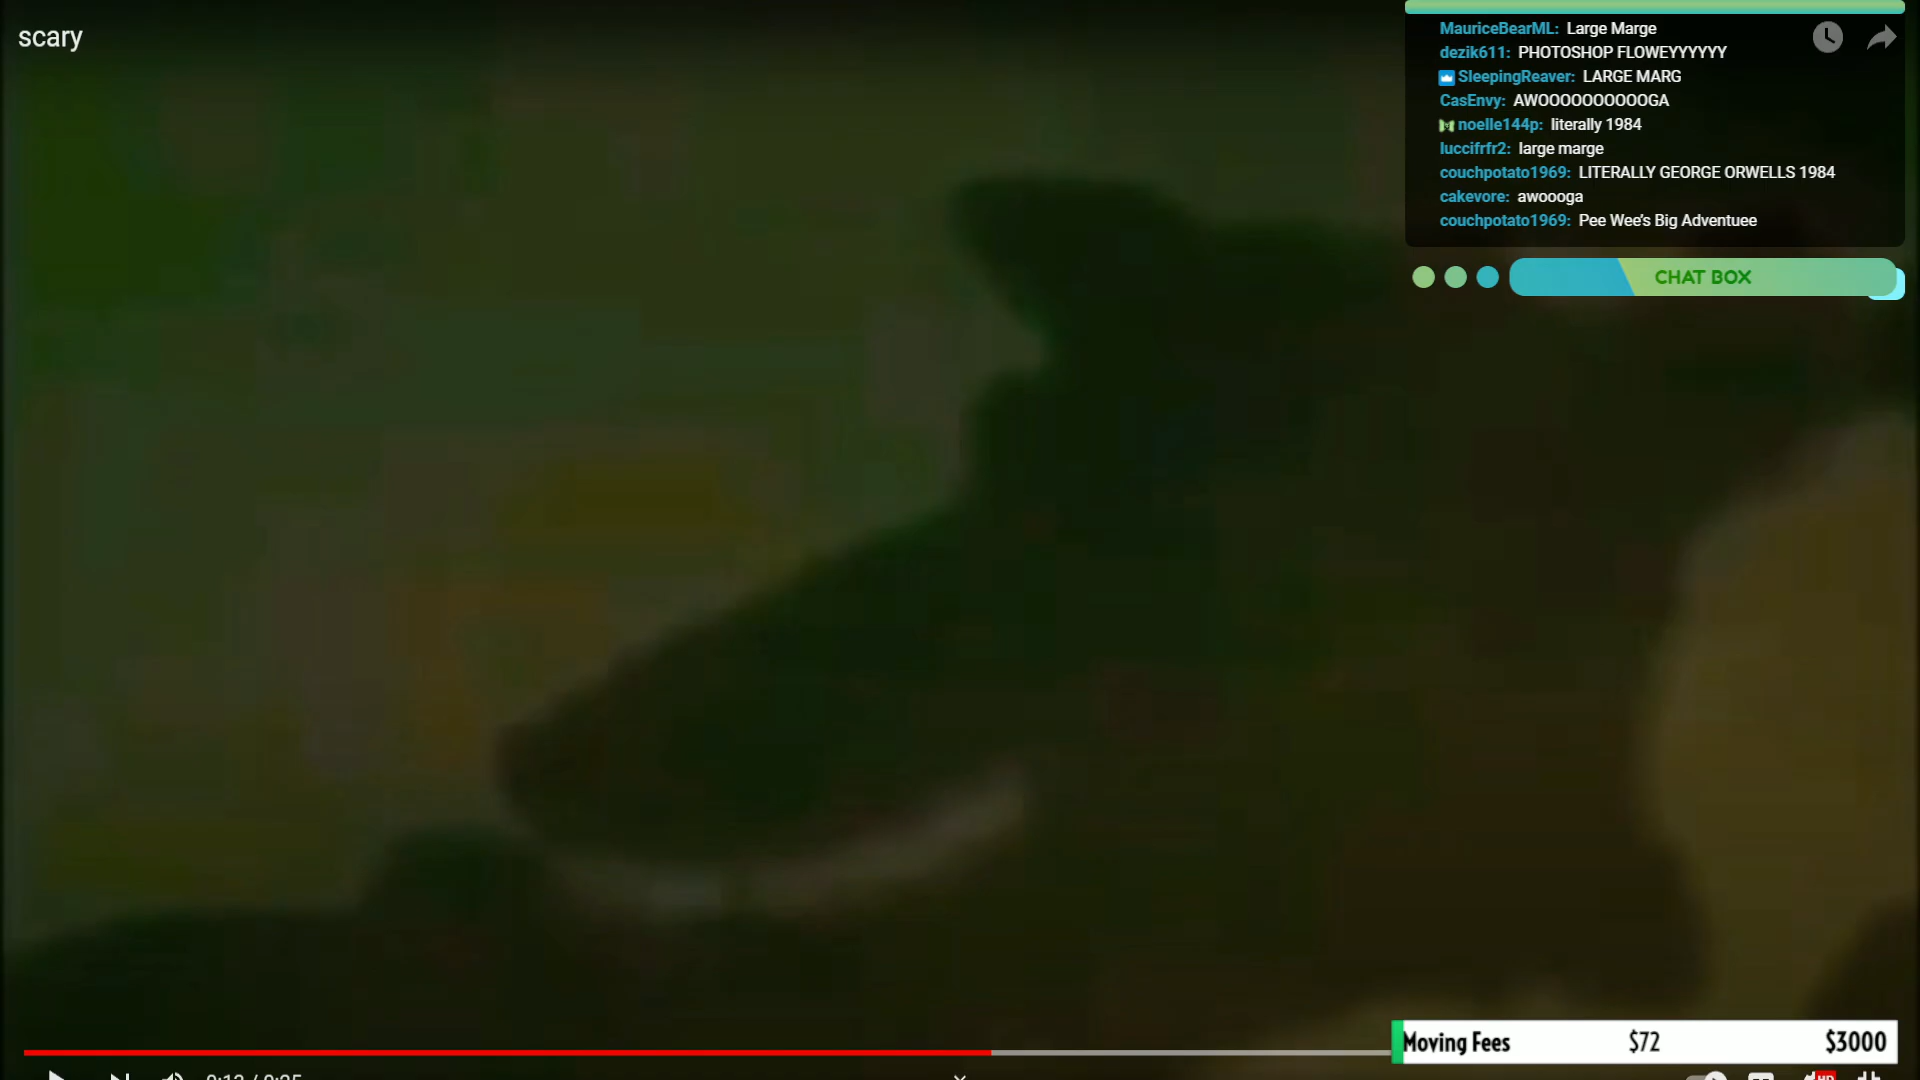 scary
MauriceBearML: Large Marge
dezik611: PHOTOSHOP FLOWEYYYYYY
SleepingReaver: LARGE MARG
CasEnvy: AWOOOOOOOOOOGA
noelle144p: literally 1984
luccifrfr2: large marge
couchpotato1969: LITERALLY GEORGE ORWELLS 1984
cakevore: awoooga
couchpotato1969: Pee Wee's Big Adventuee
CHAT BOX
Moving Fees $72 $3000
HD